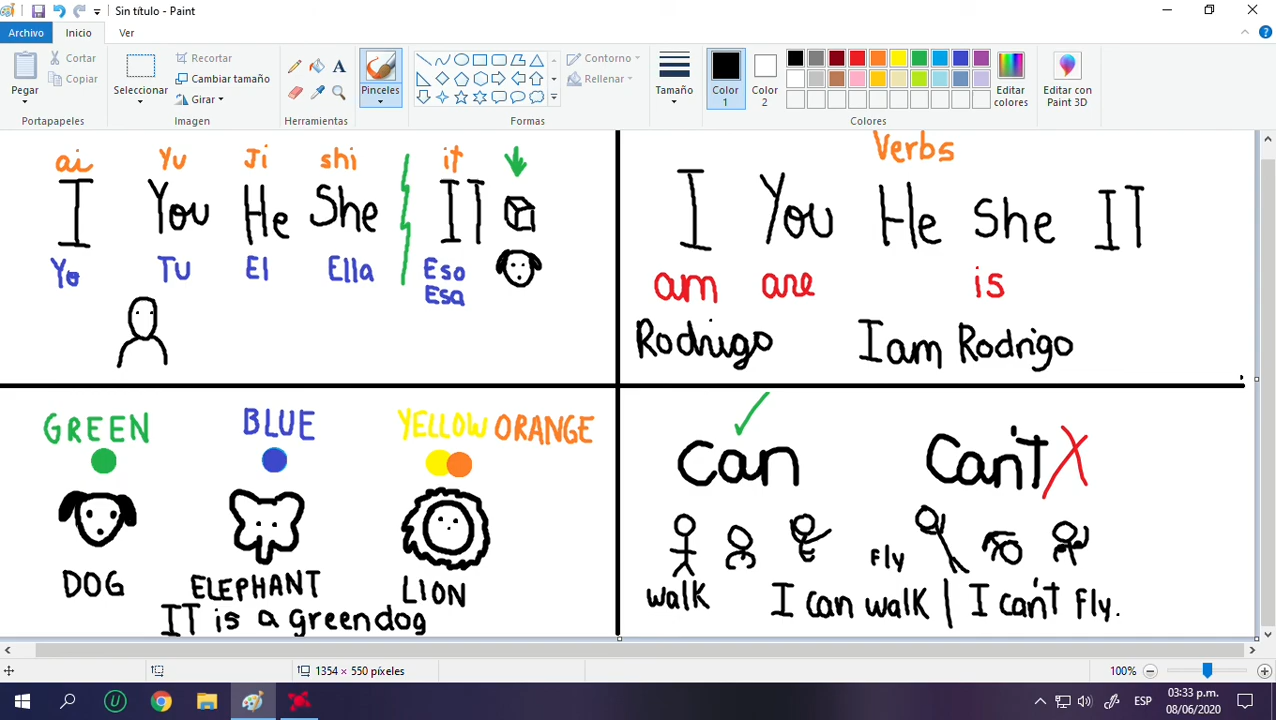 Sin título - Paint
Archivo Inicio Ver
Pegar
Cortar
Copiar
Portapapeles
Seleccionar
Recortar
Cambiar tamaño
Girar
Imagen
Herramientas
Pinceles
Contorno
Rellenar
Formas
Tamaño
Color 1
Color 2
Colores
Editar colores
Editar con Paint 3D
ai Yu Ji shi it
I You He She IT
Yo Tu El Ella Eso
Esa
Verbs
I You He She IT
am are is
Rodrigo I am Rodrigo
GREEN BLUE YELLOW ORANGE
DOG ELEPHANT LION
IT is a greendog
can Can't X
Fly
walk I can walk | I can't Fly.
1354 × 550 píxeles
100%
ESP
03:33 p.m.
08/06/2020